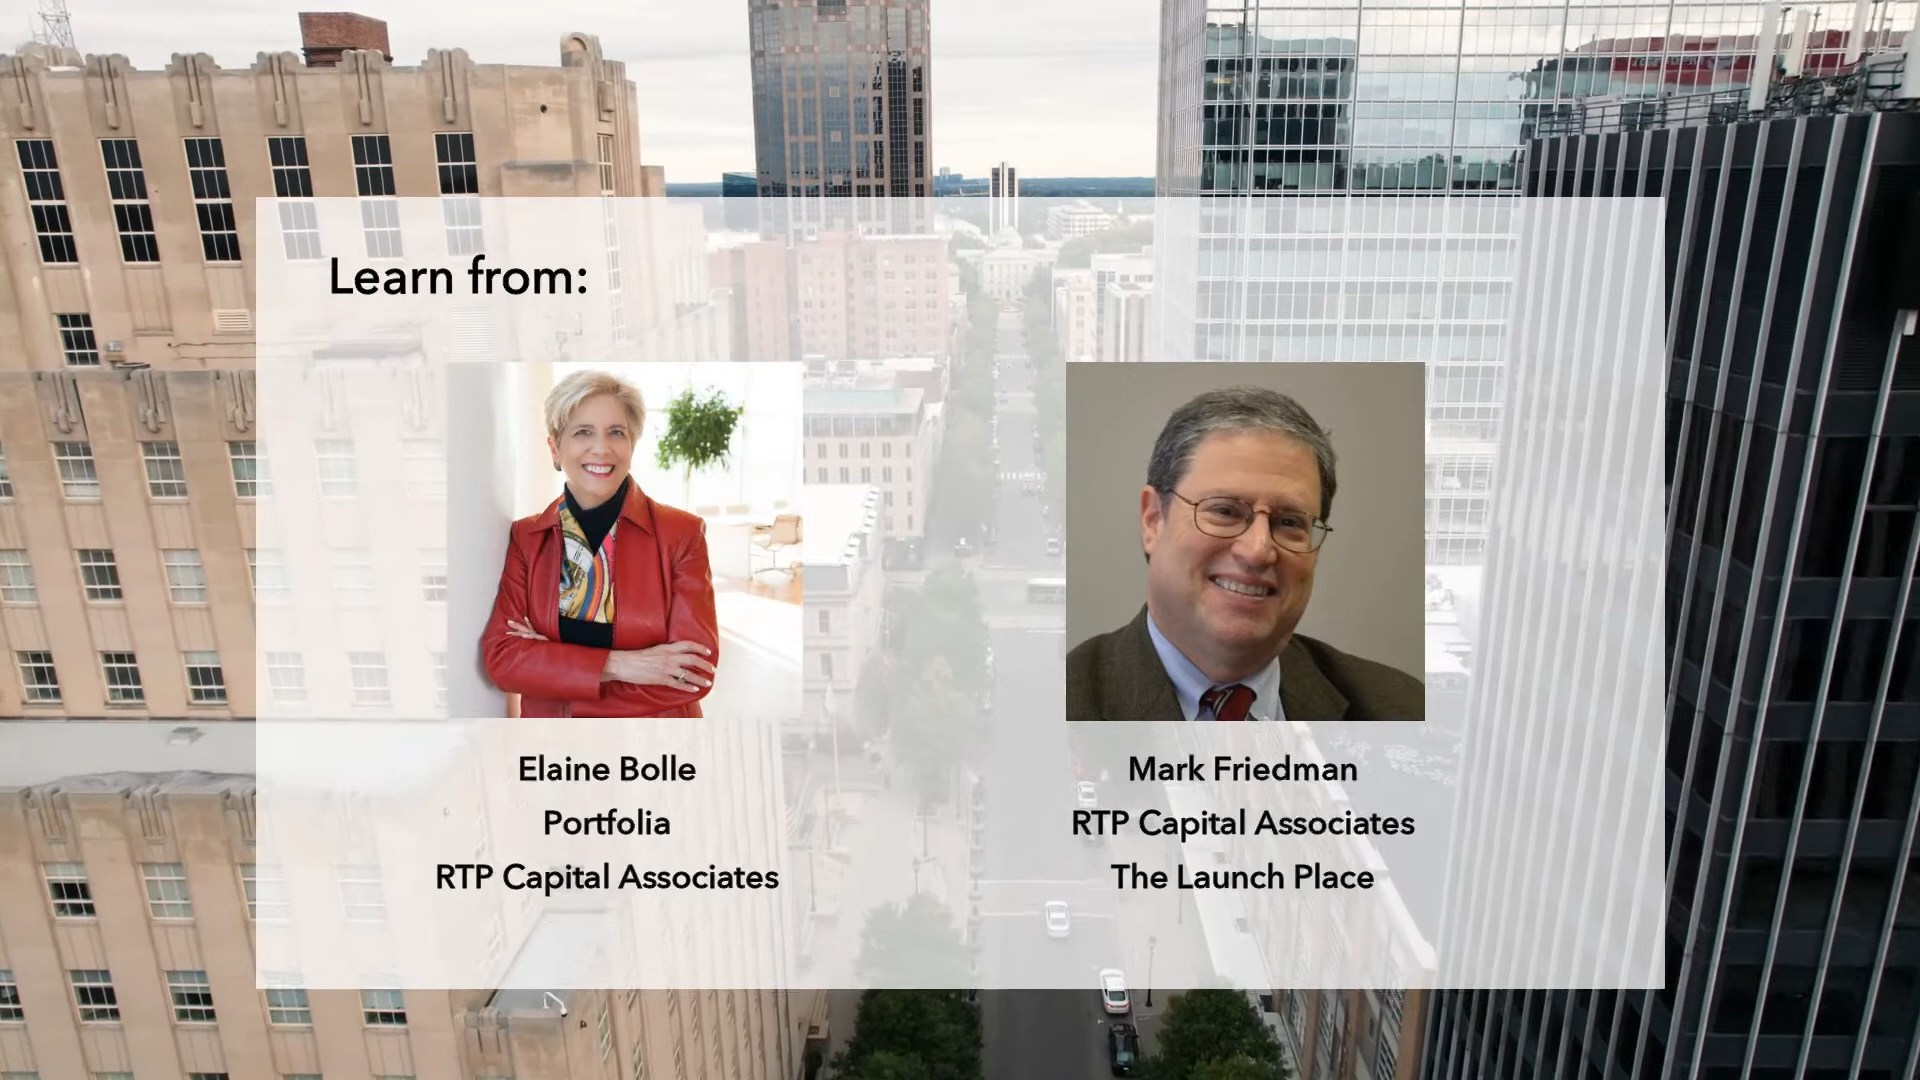 Learn from:
Elaine Bolle
Portfolia
RTP Capital Associates
Mark Friedman
RTP Capital Associates
The Launch Place